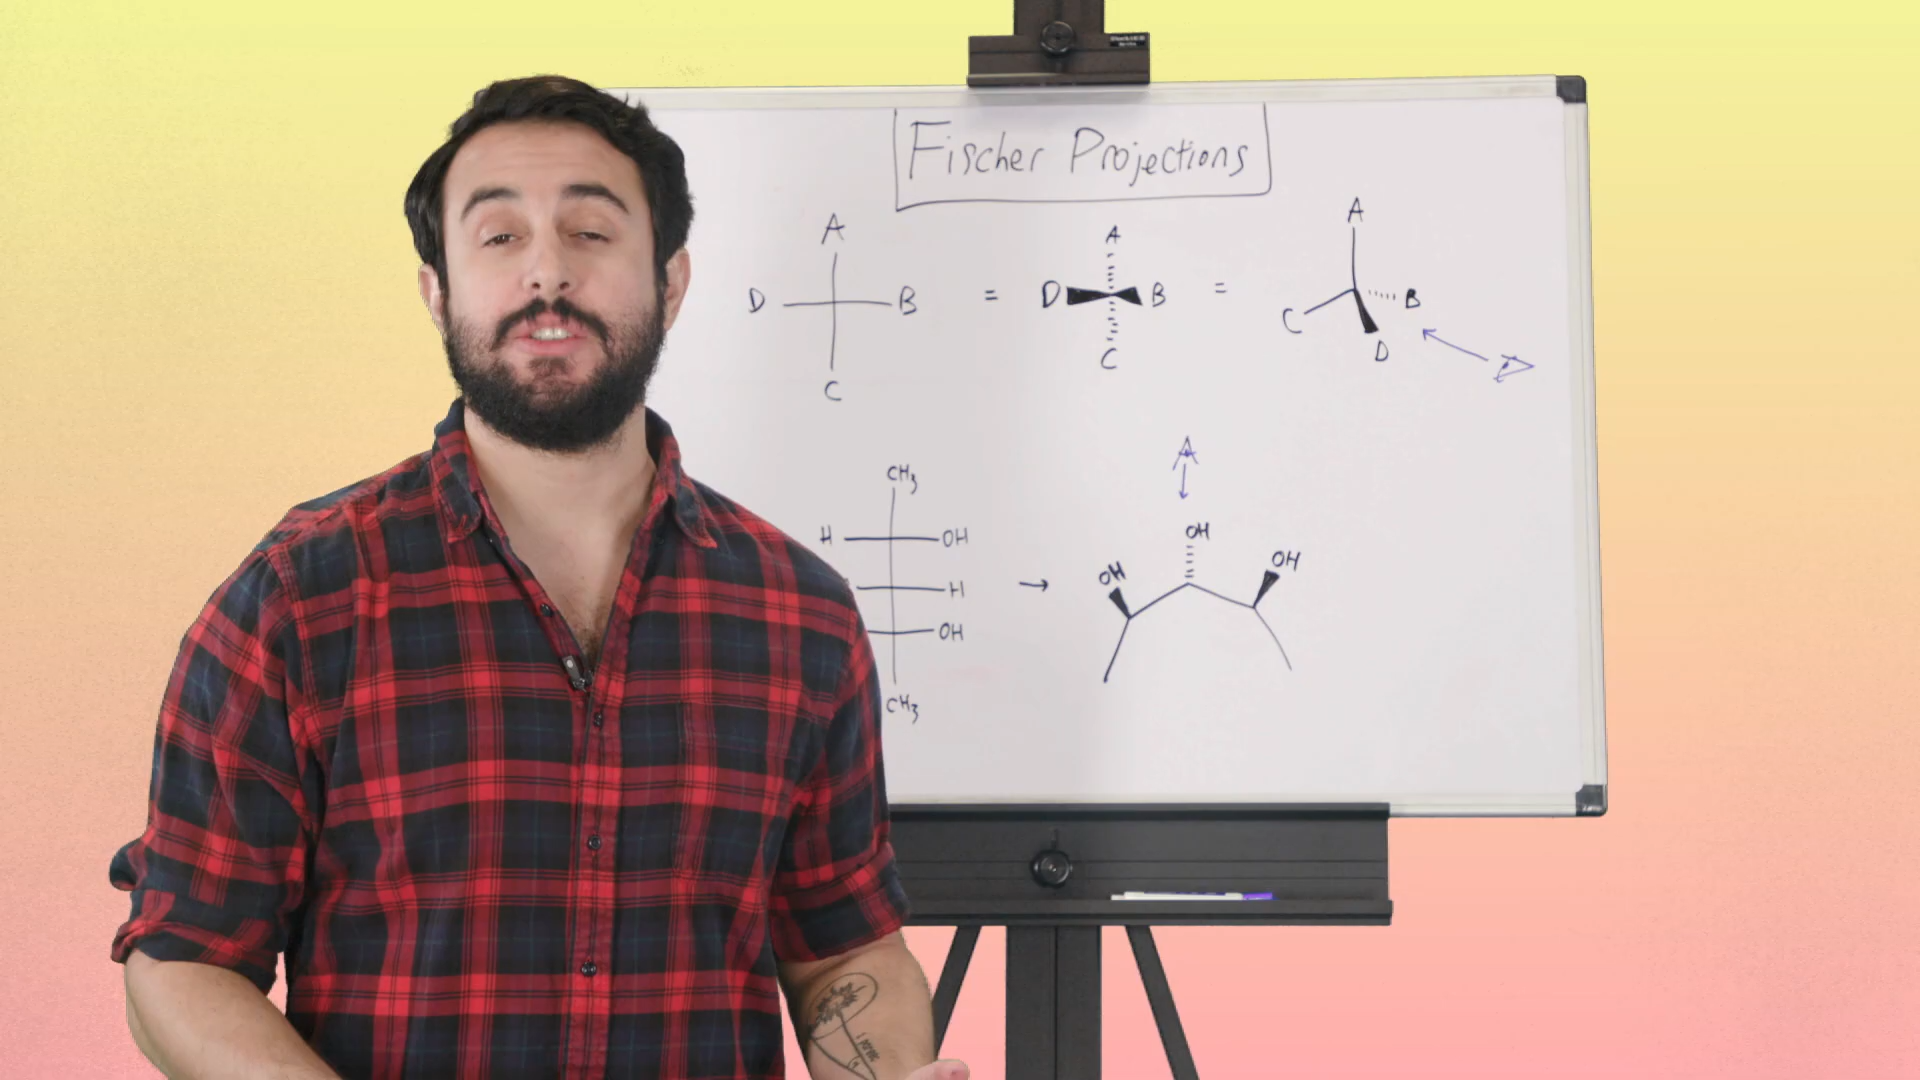 Fischer Projections
A
D B
C
=
A
D B
C
=
A
C B
D
CH3
H OH
H
OH
CH3
→
OH
OH
OH